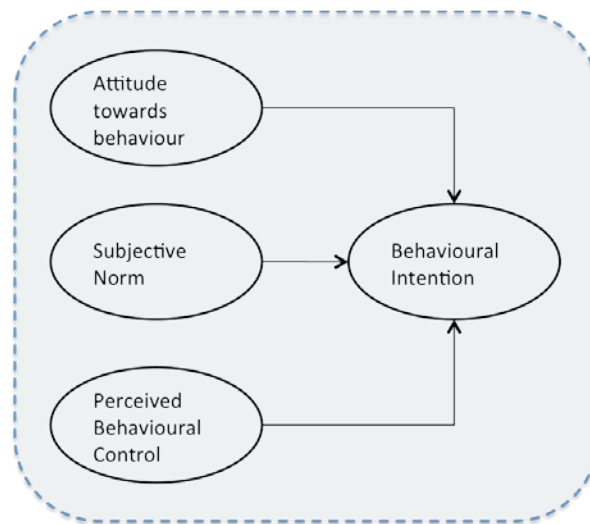 Attitude
towards
behaviour
Subjective
Norm
Behavioural
Intention
Perceived
Behavioural
Control